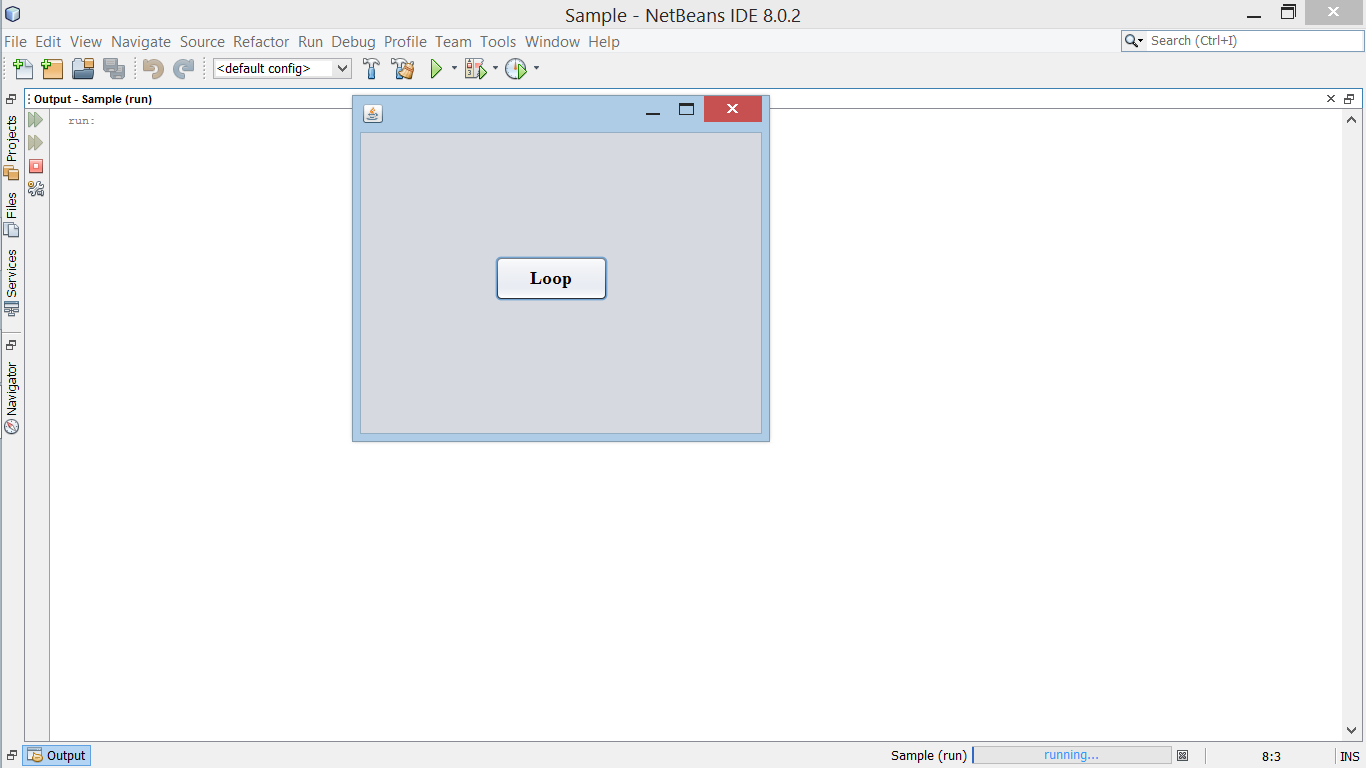 Sample - NetBeans IDE 8.0.2
File Edit View Navigate Source Refactor Run Debug Profile Team Tools Window Help
Search (Ctrl+I)
<default config>
Output - Sample (run)
run:
Projects
Files
Services
Navigator
Loop
Output
Sample (run)
running...
8:3
INS